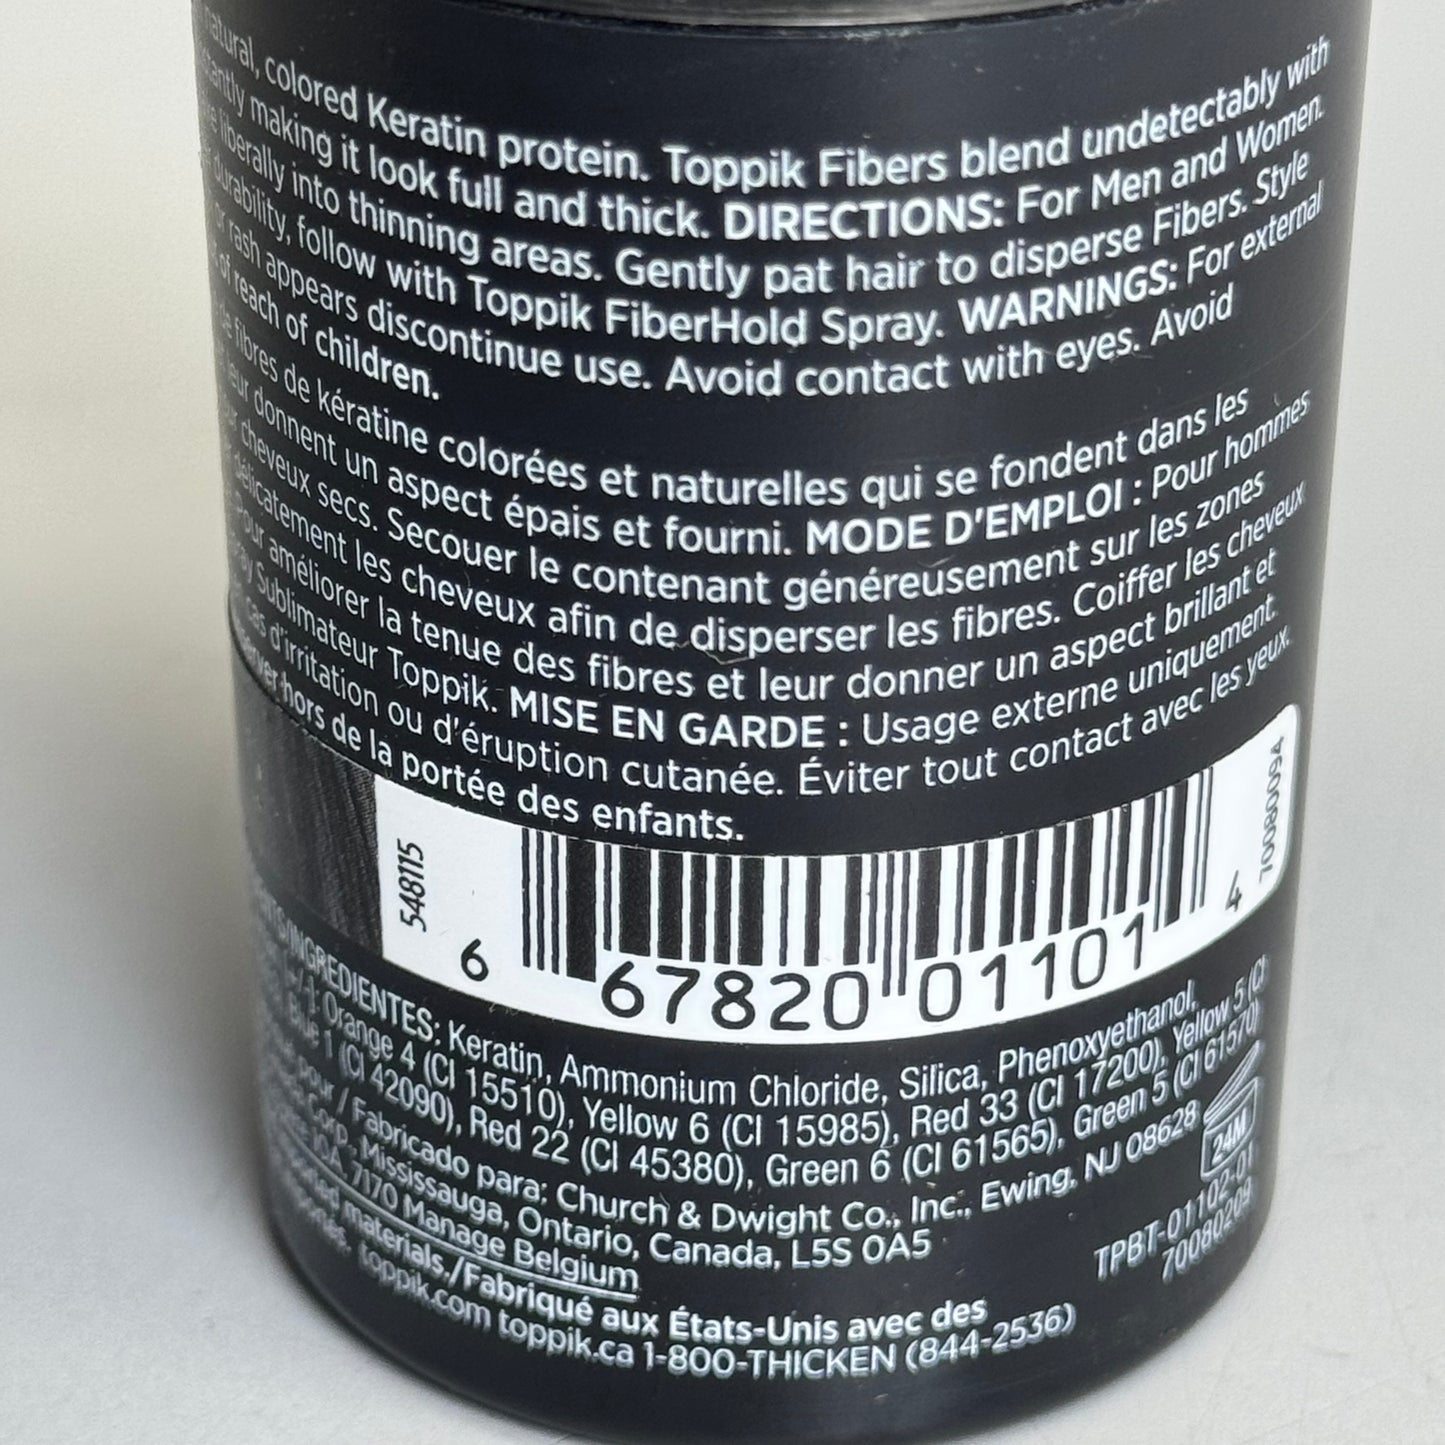 natural, colored Keratin protein. Toppik Fibers blend undetectably with
making it look full and thick. DIRECTIONS: For Men and Women.
liberally into thinning areas. Gently pat hair to disperse Fibers. Style
durability, follow with Toppik FiberHold Spray. WARNINGS: For external
or rash appears discontinue use. Avoid contact with eyes. Avoid
of reach of children.
de fibres de kératine colorées et naturelles qui se fondent dans les
leur donnent un aspect épais et fourni. MODE D'EMPLOI : Pour hommes
cheveux secs. Secouer le contenant généreusement sur les zones
délicatement les cheveux afin de disperser les fibres. Coiffer les cheveux
Pour améliorer la tenue des fibres et leur donner un aspect brillant et
Sublimateur Toppik. MISE EN GARDE : Usage externe uniquement.
cas d'irritation ou d'éruption cutanée. Éviter tout contact avec les yeux.
hors de la portée des enfants.
548115
6 67820 01101 4
70080094
INGREDIENTES: Keratin, Ammonium Chloride, Silica, Phenoxyethanol,
Orange 4 (CI 15510), Yellow 6 (CI 15985), Red 33 (CI 17200), Yellow 5 (CI
Blue 1 (CI 42090), Red 22 (CI 45380), Green 6 (CI 61565), Green 5 (CI 61570)
pour / Fabricado para: Church & Dwight Co., Inc., Ewing, NJ 08628
Corp. Mississauga, Ontario, Canada, L5S 0A5
10A, 7170 Manage Belgium
materials./Fabriqué aux États-Unis avec des
toppik.com toppik.ca 1-800-THICKEN (844-2536)
24M
TPBT-01102-01
70080209